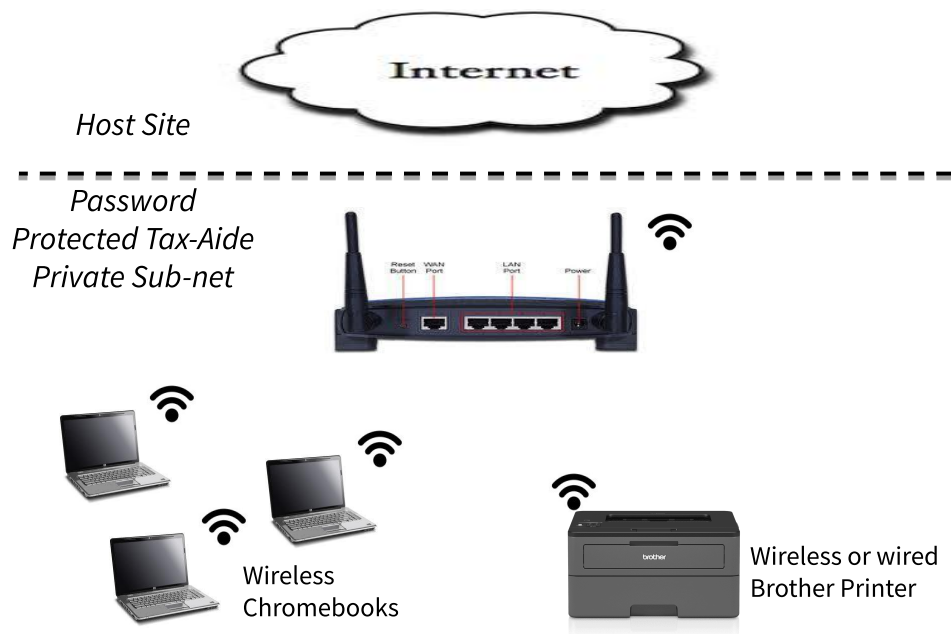 Internet
Host Site
Password
Protected Tax-Aide
Private Sub-net
Reset
Button
WAN
Port
LAN
Port
Power
brother
Wireless or wired
Brother Printer
Wireless
Chromebooks